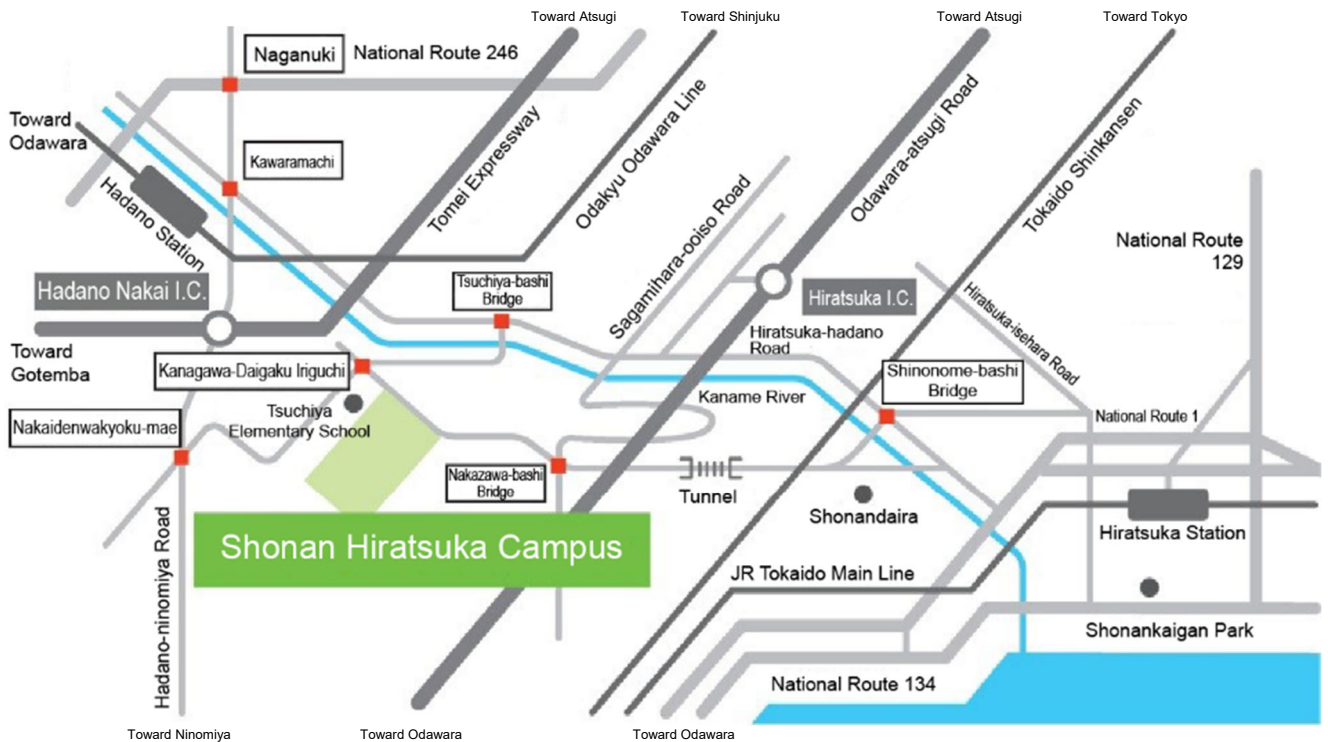 Toward Atsugi
Toward Shinjuku
Toward Atsugi
Toward Tokyo
Naganuki
National Route 246
Toward
Odawara
Kawaramachi
Hadano Station
Tomei Expressway
Odakyu Odawara Line
Odawara-atsugi Road
Tokaido Shinkansen
Sagamihara-ooiso Road
National Route
129
Hadano Nakai I.C.
Tsuchiya-bashi
Bridge
Hiratsuka I.C.
Hiratsuka-isehara Road
Toward
Gotemba
Hiratsuka-hadano
Road
Kanagawa-Daigaku Iriguchi
Shinonome-bashi
Bridge
Kaname River
Tsuchiya
Elementary School
Nakaidenwakyoku-mae
National Route 1
Nakazawa-bashi
Bridge
Tunnel
Shonandaira
Hiratsuka Station
Shonan Hiratsuka Campus
JR Tokaido Main Line
Hadano-ninomiya Road
Shonankaigan Park
National Route 134
Toward Ninomiya
Toward Odawara
Toward Odawara